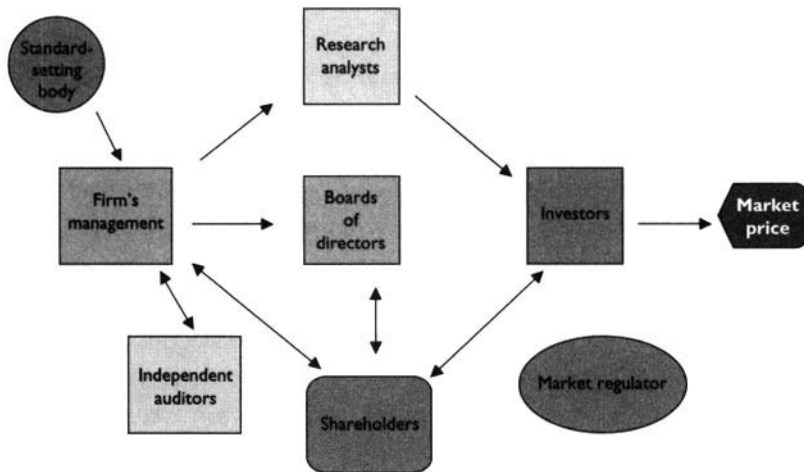 Standard-
setting
body
Research
analysts
Firm's
management
Boards
of
directors
Investors
Market
price
Independent
auditors
Shareholders
Market regulator